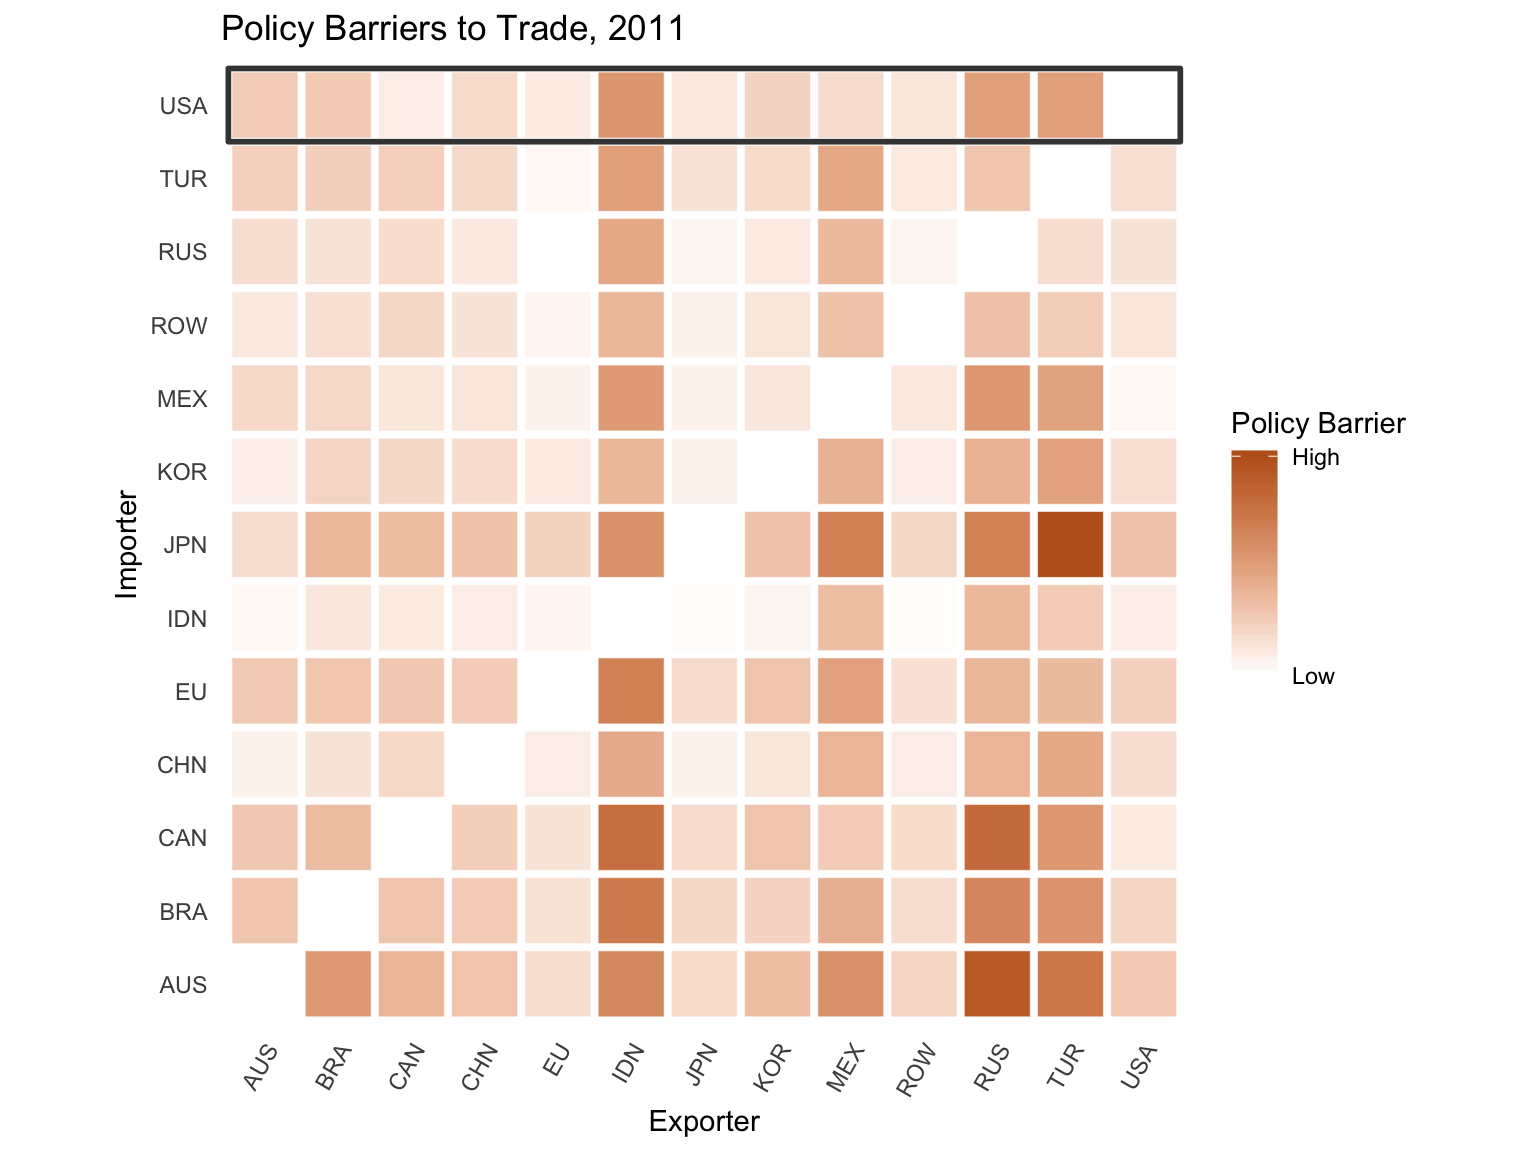 Policy Barriers to Trade, 2011
USA
TUR
RUS
ROW
MEX
KOR
JPN
IDN
EU
CHN
CAN
BRA
AUS
Importer
AUS
BRA
CAN
CHN
EU
IDN
JPN
KOR
MEX
ROW
RUS
TUR
USA
Exporter
Policy Barrier
High
Low